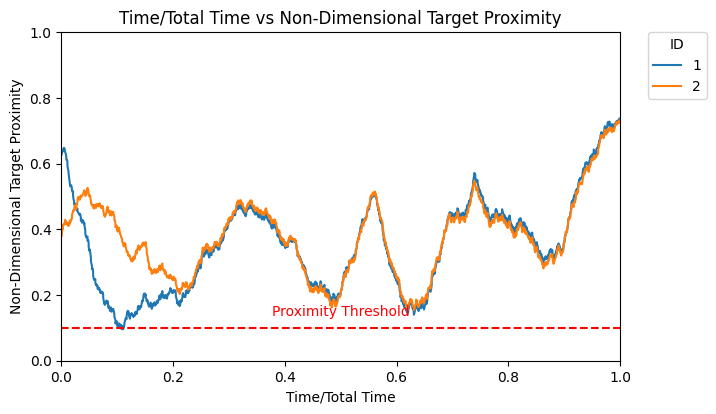 Time/Total Time vs Non-Dimensional Target Proximity
ID
1
2
Non-Dimensional Target Proximity
1.0
0.8
0.6
0.4
0.2
0.0
Proximity Threshold
0.0 0.2 0.4 0.6 0.8 1.0
Time/Total Time